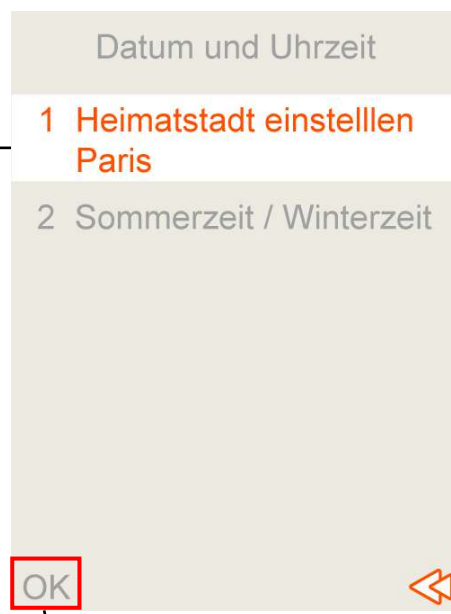 Datum und Uhrzeit
1 Heimatstadt einstelllen
Paris
2 Sommerzeit / Winterzeit
OK